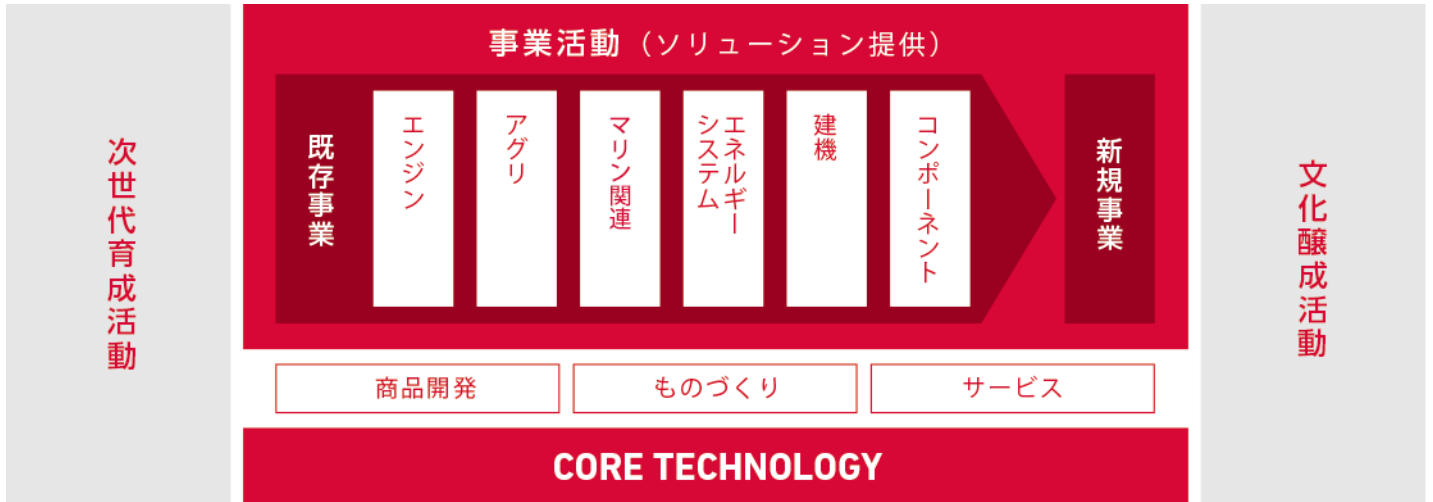 次世代育成活動
事業活動（ソリューション提供）
既存事業
エンジン
アグリ
マリン関連
エネルギー
システム
建機
コンポーネント
新規事業
商品開発
ものづくり
サービス
CORE TECHNOLOGY
文化醸成活動